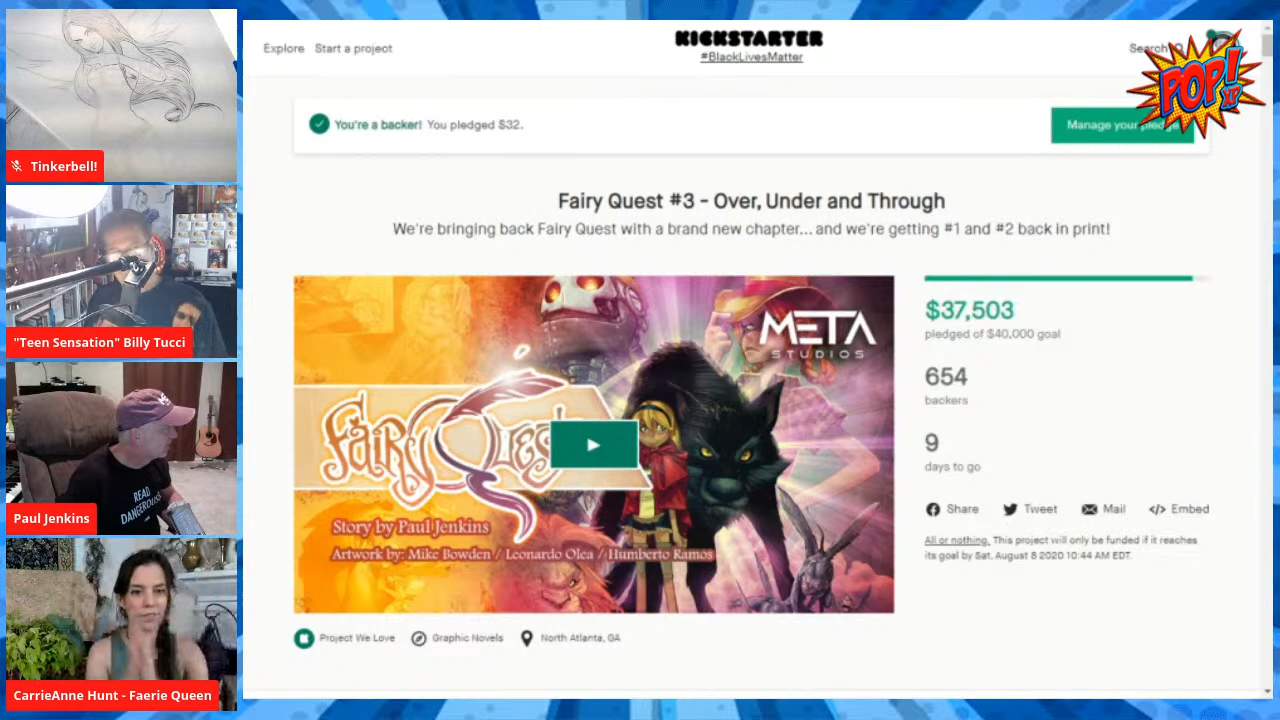 Tinkerbell!
"Teen Sensation" Billy Tucci
READ
DANGEROUSLY
Paul Jenkins
CarrieAnne Hunt - Faerie Queen
Explore Start a project
KICKSTARTER
#BlackLivesMatter
Search
POP!
XP
You're a backer! You pledged $32.
Manage your pledge
Fairy Quest #3 - Over, Under and Through
We're bringing back Fairy Quest with a brand new chapter... and we're getting #1 and #2 back in print!
META
STUDIOS
Fairy Quest
Story by Paul Jenkins
Artwork by: Mike Bowden / Leonardo Olea / Humberto Ramos
$37,503
pledged of $40,000 goal
654
backers
9
days to go
Share Tweet Mail Embed
All or nothing. This project will only be funded if it reaches
its goal by Sat, August 8 2020 10:44 AM EDT.
Project We Love Graphic Novels North Atlanta, GA